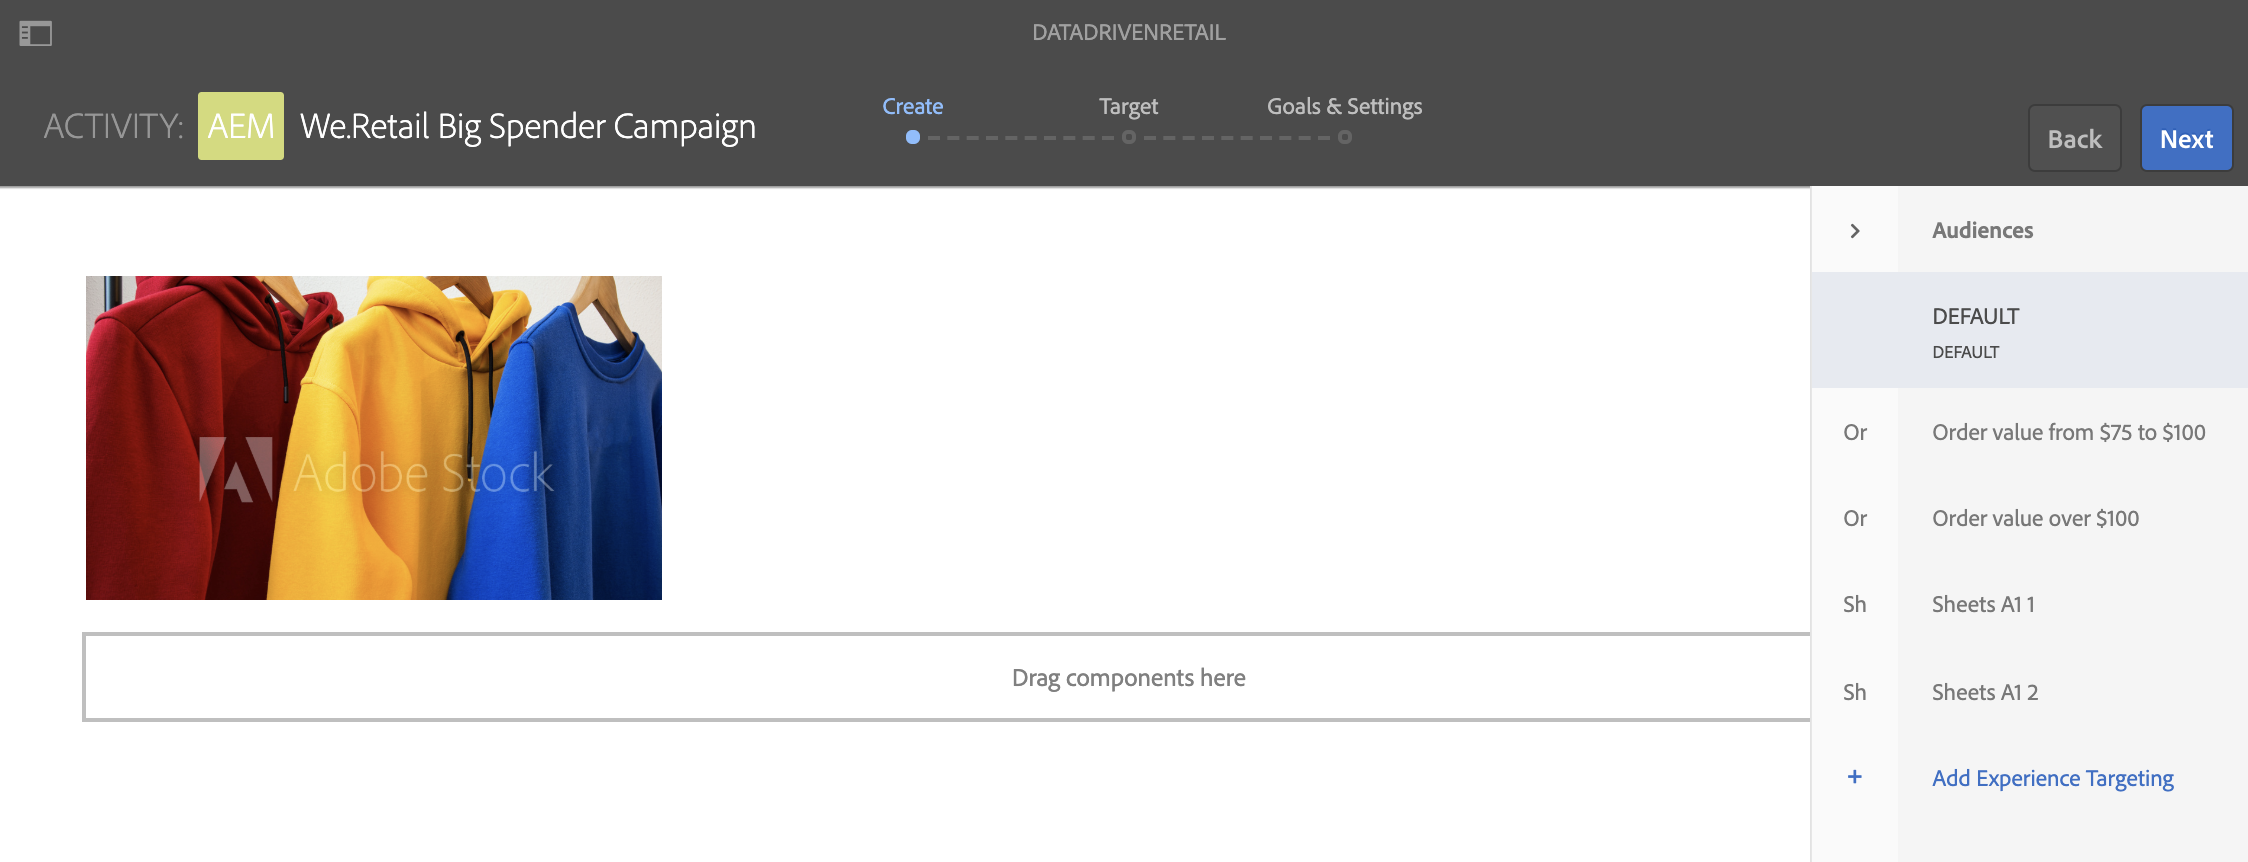 DATADRIVENRETAIL
ACTIVITY: AEM We.Retail Big Spender Campaign
Create
Target
Goals & Settings
Back
Next
Adobe Stock
Drag components here
Audiences
DEFAULT
DEFAULT
Or Order value from $75 to $100
Or Order value over $100
Sh Sheets A1 1
Sh Sheets A1 2
+ Add Experience Targeting